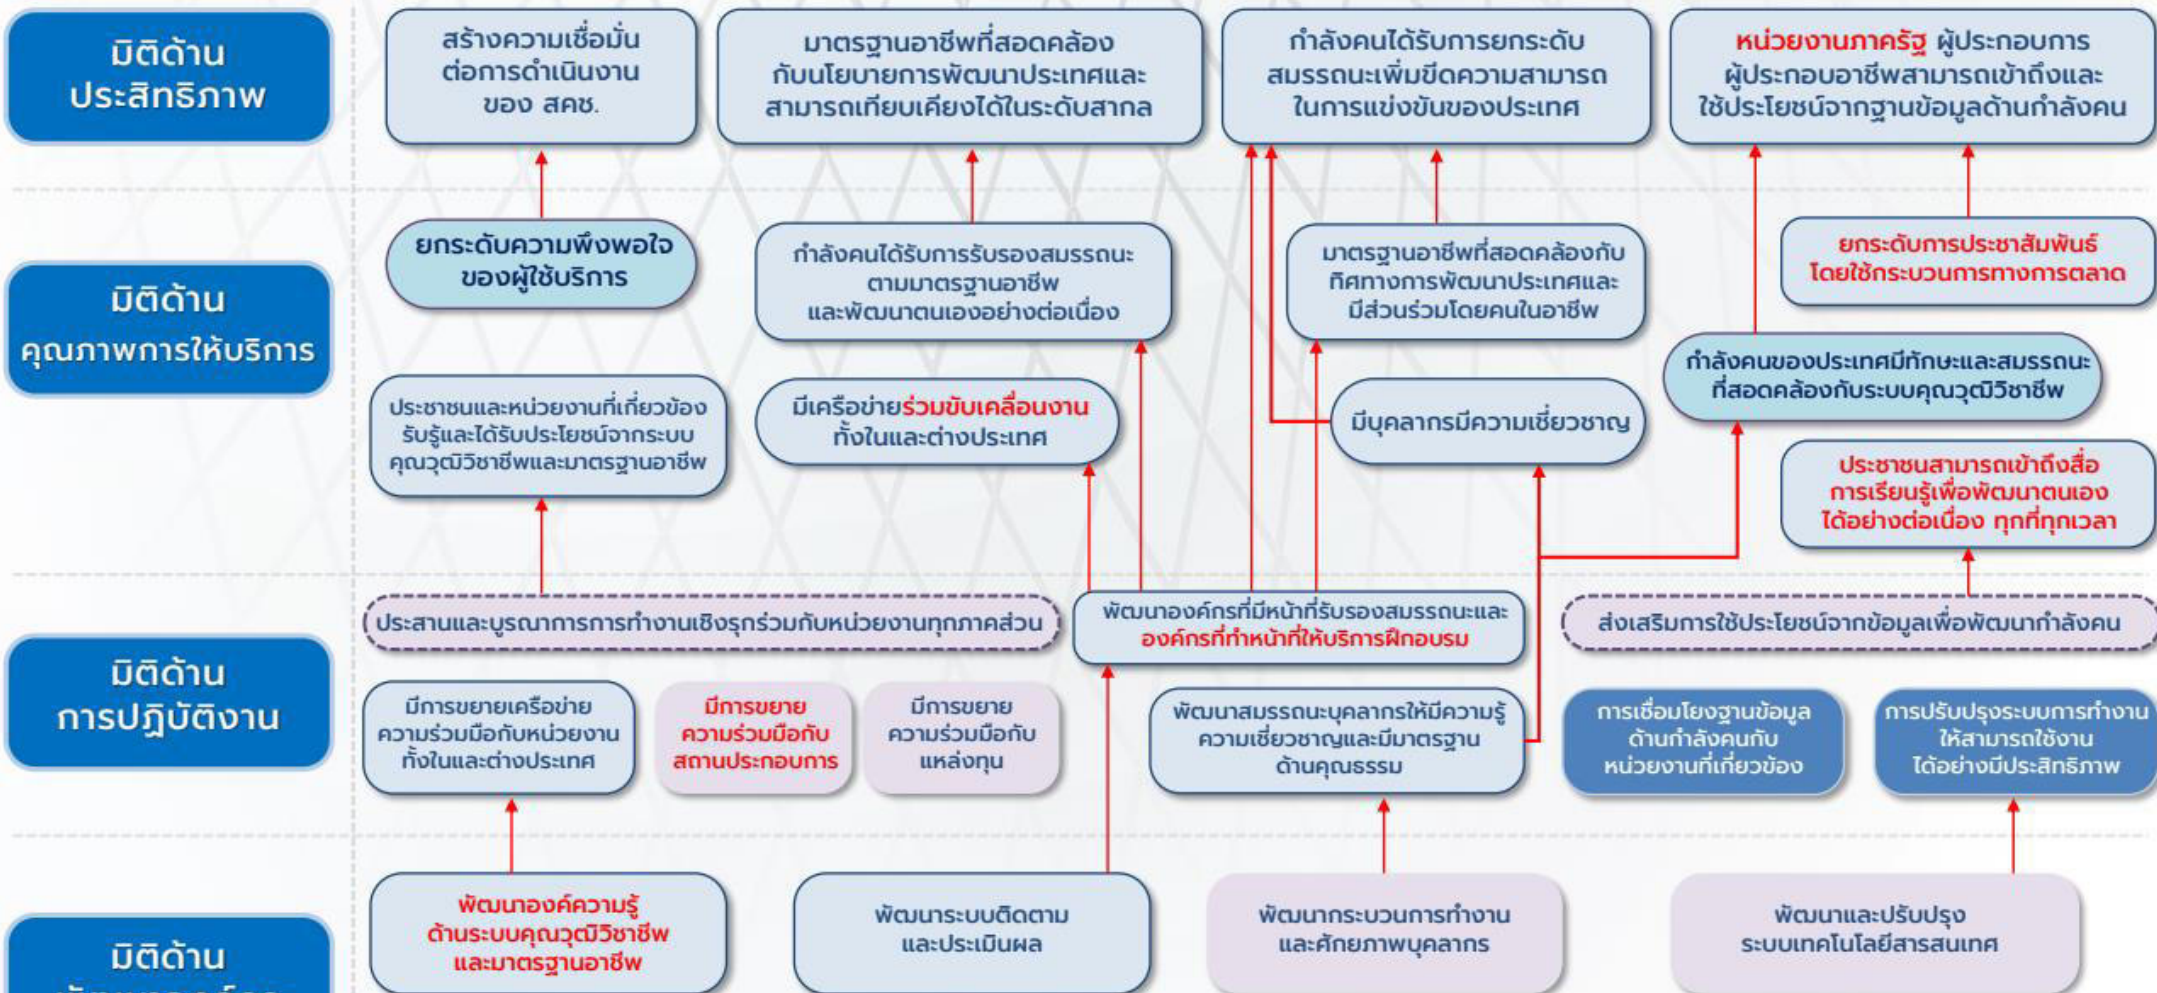 มิติด้าน
ประสิทธิภาพ
สร้างความเชื่อมั่น
ต่อการดำเนินงาน
ของ สคช.
มาตรฐานอาชีพที่สอดคล้อง
กับนโยบายการพัฒนาประเทศและ
สามารถเทียบเคียงได้ในระดับสากล
กำลังคนได้รับการยกระดับ
สมรรถนะเพิ่มขีดความสามารถ
ในการแข่งขันของประเทศ
หน่วยงานภาครัฐ ผู้ประกอบการ
ผู้ประกอบอาชีพสามารถเข้าถึงและ
ใช้ประโยชน์จากฐานข้อมูลด้านกำลังคน
มิติด้าน
คุณภาพการให้บริการ
ยกระดับความพึงพอใจ
ของผู้ใช้บริการ
กำลังคนได้รับการรับรองสมรรถนะ
ตามมาตรฐานอาชีพ
และพัฒนาตนเองอย่างต่อเนื่อง
มาตรฐานอาชีพที่สอดคล้องกับ
ทิศทางการพัฒนาประเทศและ
มีส่วนร่วมโดยคนในอาชีพ
ยกระดับการประชาสัมพันธ์
โดยใช้กระบวนการทางการตลาด
กำลังคนของประเทศมีทักษะและสมรรถนะ
ที่สอดคล้องกับระบบคุณวุฒิวิชาชีพ
ประชาชนและหน่วยงานที่เกี่ยวข้อง
รับรู้และได้รับประโยชน์จากระบบ
คุณวุฒิวิชาชีพและมาตรฐานอาชีพ
มีเครือข่ายร่วมขับเคลื่อนงาน
ทั้งในและต่างประเทศ
มีบุคลากรมีความเชี่ยวชาญ
ประชาชนสามารถเข้าถึงสื่อ
การเรียนรู้เพื่อพัฒนาตนเอง
ได้อย่างต่อเนื่อง ทุกที่ทุกเวลา
มิติด้าน
การปฏิบัติงาน
ประสานและบูรณาการการทำงานเชิงรุกร่วมกับหน่วยงานทุกภาคส่วน
พัฒนาองค์กรที่มีหน้าที่รับรองสมรรถนะและ
องค์กรที่ทำหน้าที่ให้บริการฝึกอบรม
ส่งเสริมการใช้ประโยชน์จากข้อมูลเพื่อพัฒนากำลังคน
มีการขยายเครือข่าย
ความร่วมมือกับหน่วยงาน
ทั้งในและต่างประเทศ
มีการขยาย
ความร่วมมือกับ
สถานประกอบการ
มีการขยาย
ความร่วมมือกับ
แหล่งทุน
พัฒนาสมรรถนะบุคลากรให้มีความรู้
ความเชี่ยวชาญและมีมาตรฐาน
ด้านคุณธรรม
การเชื่อมโยงฐานข้อมูล
ด้านกำลังคนกับ
หน่วยงานที่เกี่ยวข้อง
การปรับปรุงระบบการทำงาน
ให้สามารถใช้งาน
ได้อย่างมีประสิทธิภาพ
มิติด้าน
พัฒนาองค์ความรู้
ด้านระบบคุณวุฒิวิชาชีพ
และมาตรฐานอาชีพ
พัฒนาระบบติดตาม
และประเมินผล
พัฒนากระบวนการทำงาน
และศักยภาพบุคลากร
พัฒนาและปรับปรุง
ระบบเทคโนโลยีสารสนเทศ